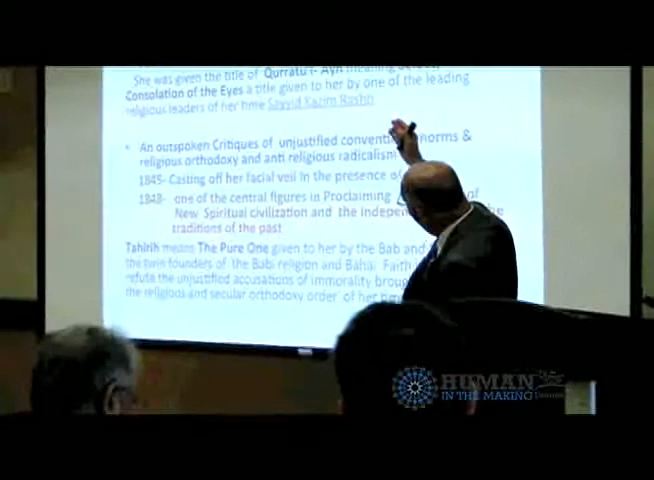 She was given the title of Qurratu'l- Ayn meaning
Consolation of the Eyes a title given to her by one of the leading
religious leaders of her time Sayyid Kazim Rashti
• An outspoken Critiques of unjustified norms &
religious orthodoxy and anti religious radicalism
1845- Casting off her facial veil in the presence of
1848- one of the central figures in Proclaiming of
New Spiritual civilization and the the
traditions of the past
Tahirih means The Pure One given to her by the Bab and
the twin founders of the Babi religion and Bahai Faith
refute the unjustified accusations of immorality
the religious and secular orthodoxy order of her
HUMAN
IN THE MAKING